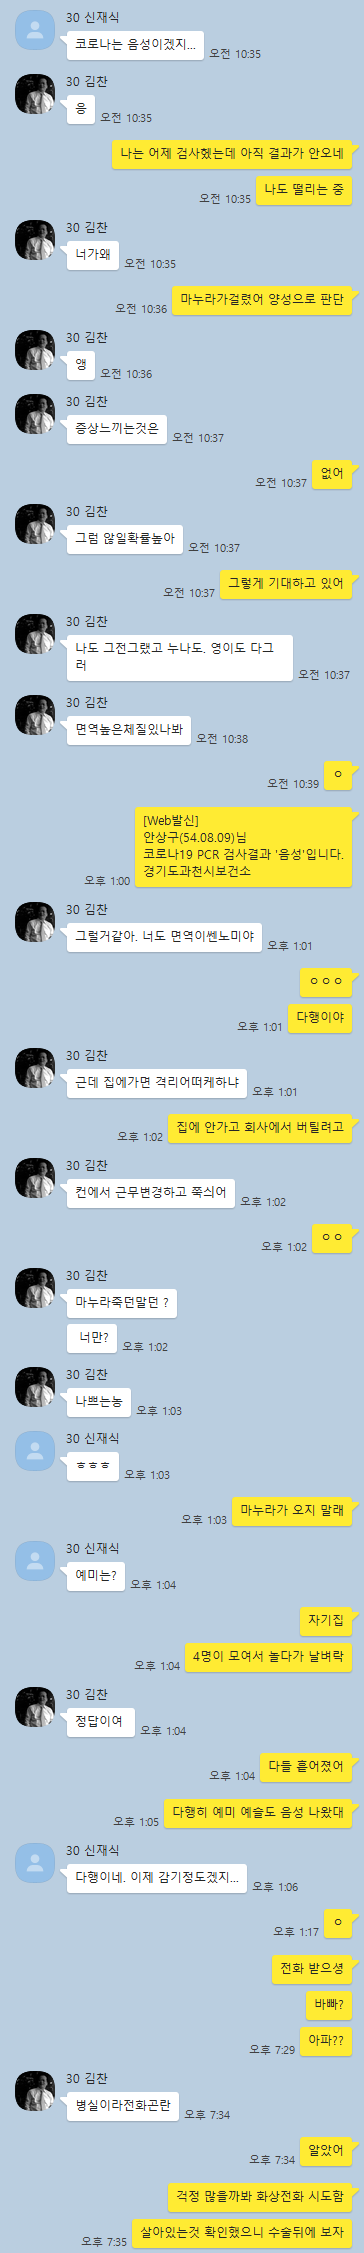 30 신재식
코로나는 음성이겠지...
오전 10:35
30 김찬
응
오전 10:35
나는 어제 검사했는데 아직 결과가 안오네
나도 떨리는 중
오전 10:35
30 김찬
너가왜
오전 10:35
마누라가걸렸어 양성으로 판단
오전 10:36
30 김찬
앵
오전 10:36
30 김찬
증상느끼는것은
오전 10:37
없어
오전 10:37
30 김찬
그럼 않일확률높아
오전 10:37
그렇게 기대하고 있어
오전 10:37
30 김찬
나도 그전그랬고 누나도. 영이도 다그
러
오전 10:37
30 김찬
면역높은체질있나봐
오전 10:38
ㅇ
오전 10:39
[Web발신]
안상구(54.08.09)님
코로나19 PCR 검사결과 '음성'입니다.
경기도과천시보건소
오후 1:00
30 김찬
그럴거같아. 너도 면역이쎈노미야
오후 1:01
ㅇㅇㅇ
다행이야
오후 1:01
30 김찬
근데 집에가면 격리어떠케하냐
오후 1:01
집에 안가고 회사에서 버틸려고
오후 1:02
30 김찬
컨에서 근무변경하고 쭉싀어
오후 1:02
ㅇㅇ
오후 1:02
30 김찬
마누라죽던말던 ?
너만?
오후 1:02
30 김찬
나쁘는농
오후 1:03
30 신재식
ㅎㅎㅎ
오후 1:03
마누라가 오지 말래
오후 1:03
30 신재식
예미는?
오후 1:04
자기집
4명이 모여서 놀다가 날벼락
오후 1:04
30 김찬
정답이여
오후 1:04
다들 흩어졌어
오후 1:04
다행히 예미 예슬도 음성 나왔대
오후 1:05
30 신재식
다행이네. 이제 감기정도겠지...
오후 1:06
ㅇ
오후 1:17
전화 받으셩
바빠?
아파??
오후 7:29
30 김찬
병실이라전화곤란
오후 7:34
알았어
오후 7:34
걱정 많을까봐 화상전화 시도함
살아있는것 확인했으니 수술뒤에 보자
오후 7:35